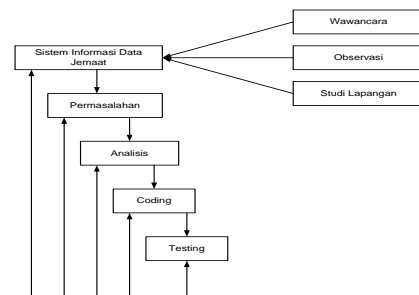 Wawancara
Sistem Informasi Data
Jemaat
Observasi
Studi Lapangan
Permasalahan
Analisis
Coding
Testing